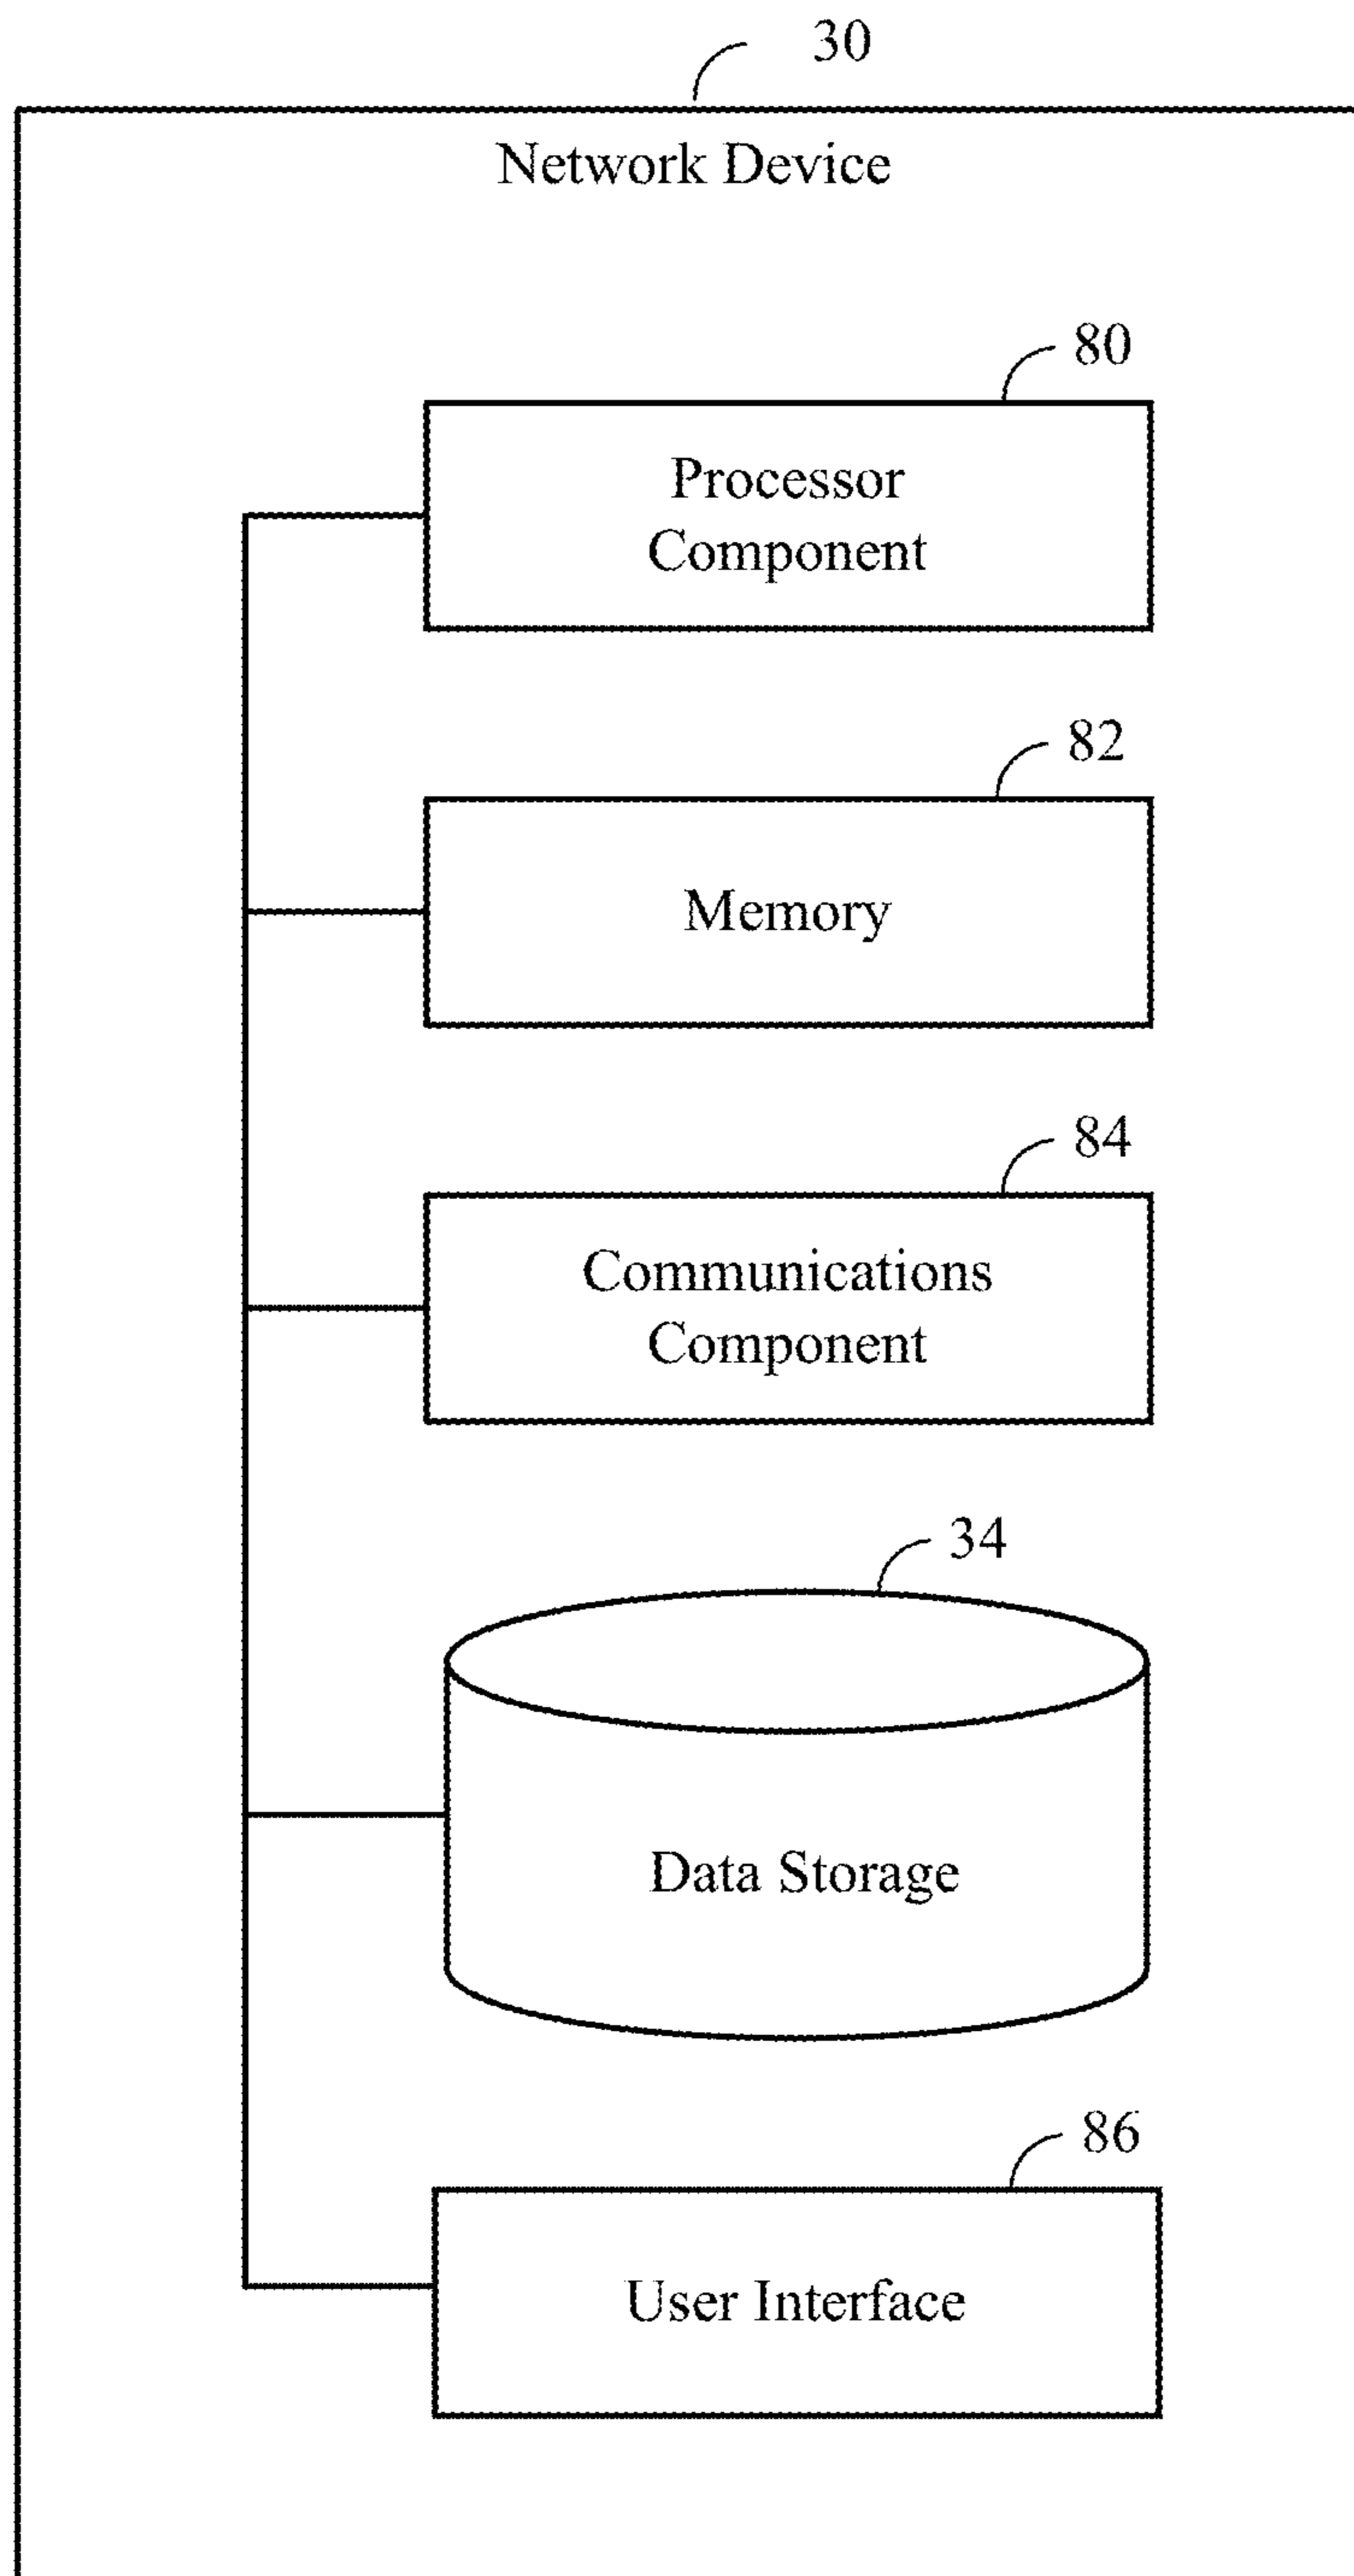 30
Network Device
80
Processor
Component
82
Memory
84
Communications
Component
34
Data Storage
86
User Interface